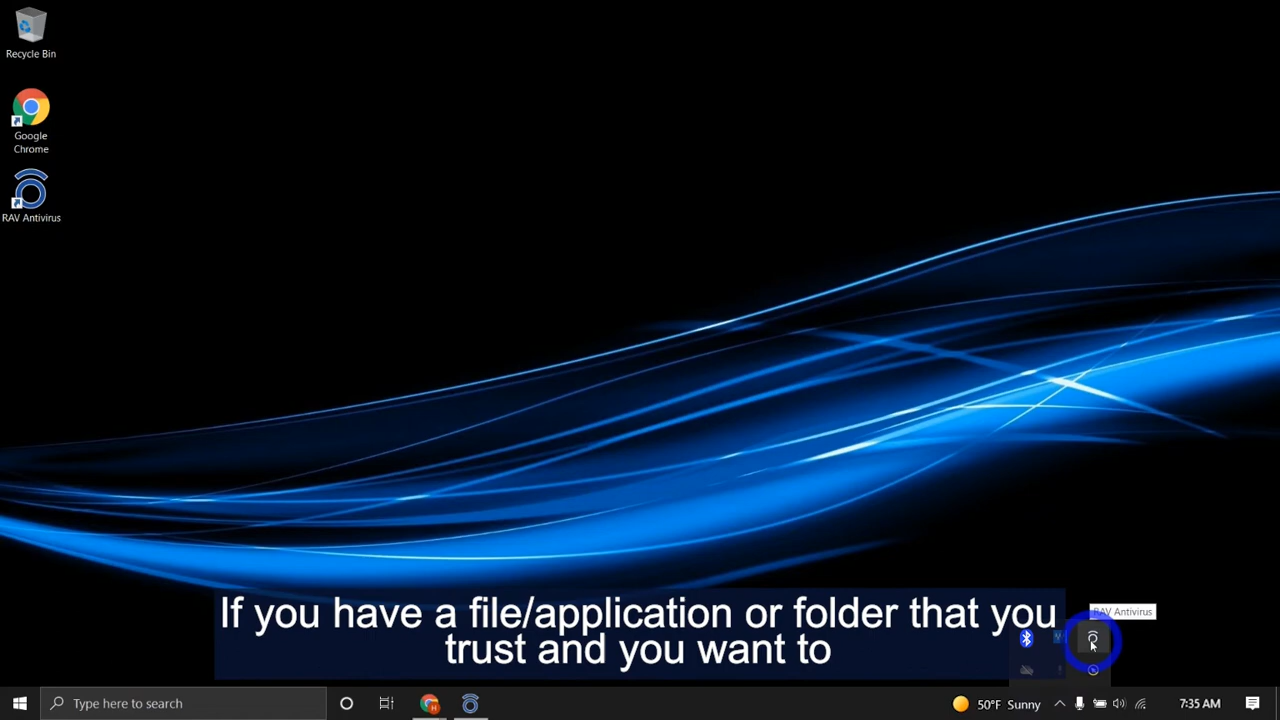 Recycle Bin
Google
Chrome
RAV Antivirus
If you have a file/application or folder that you
trust and you want to
RAV Antivirus
Type here to search
50°F Sunny
7:35 AM